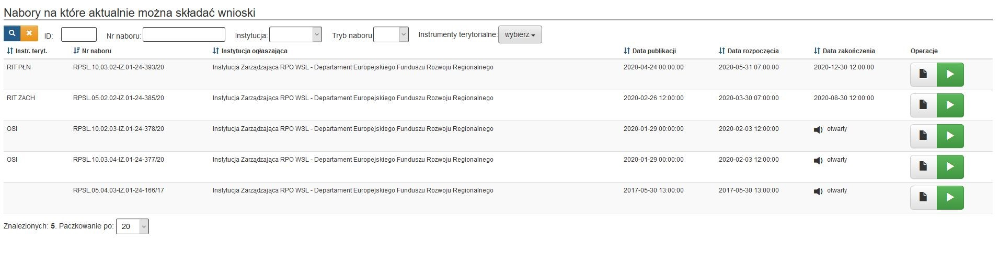 Nabory na które aktualnie można składać wnioski
ID: Nr naboru: Instytucja: Tryb naboru Instrumenty terytorialne: wybierz
Instr. teryt. Nr naboru Instytucja ogłaszająca Data publikacji Data rozpoczęcia Data zakończenia Operacje
RIT PŁN RPSL.10.03.02-IZ.01-24-393/20 Instytucja Zarządzająca RPO WSL - Departament Europejskiego Funduszu Rozwoju Regionalnego 2020-04-24 00:00:00 2020-05-31 07:00:00 2020-12-30 12:00:00
RIT ZACH RPSL.05.02.02-IZ.01-24-385/20 Instytucja Zarządzająca RPO WSL - Departament Europejskiego Funduszu Rozwoju Regionalnego 2020-02-26 12:00:00 2020-03-30 07:00:00 2020-08-30 12:00:00
OSI RPSL.10.02.03-IZ.01-24-378/20 Instytucja Zarządzająca RPO WSL - Departament Europejskiego Funduszu Rozwoju Regionalnego 2020-01-29 00:00:00 2020-02-03 12:00:00 otwarty
OSI RPSL.10.03.04-IZ.01-24-377/20 Instytucja Zarządzająca RPO WSL - Departament Europejskiego Funduszu Rozwoju Regionalnego 2020-01-29 00:00:00 2020-02-03 12:00:00 otwarty
RPSL.05.04.03-IZ.01-24-166/17 Instytucja Zarządzająca RPO WSL - Departament Europejskiego Funduszu Rozwoju Regionalnego 2017-05-30 13:00:00 2017-05-30 13:00:00 otwarty
Znalezionych: 5. Paczkowanie po: 20